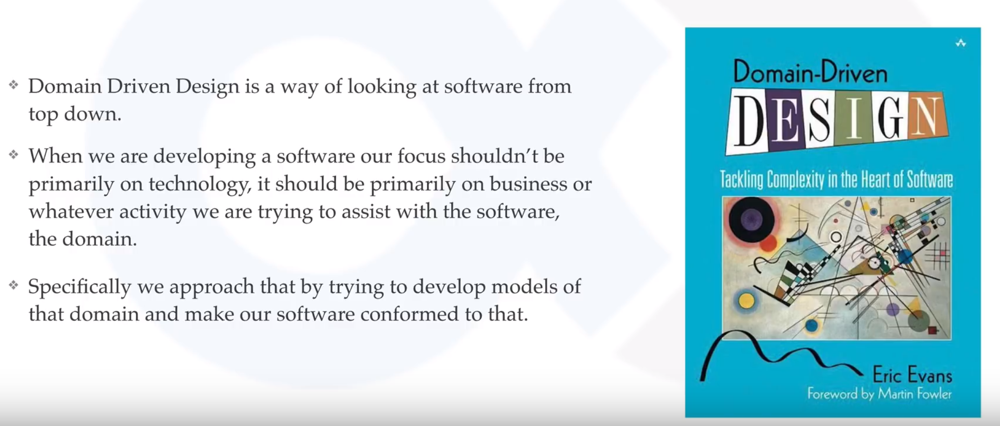 ❖ Domain Driven Design is a way of looking at software from
top down.
❖ When we are developing a software our focus shouldn’t be
primarily on technology, it should be primarily on business or
whatever activity we are trying to assist with the software,
the domain.
❖ Specifically we approach that by trying to develop models of
that domain and make our software conformed to that.
Domain-Driven
DESIGN
Tackling Complexity in the Heart of Software
Eric Evans
Foreword by Martin Fowler